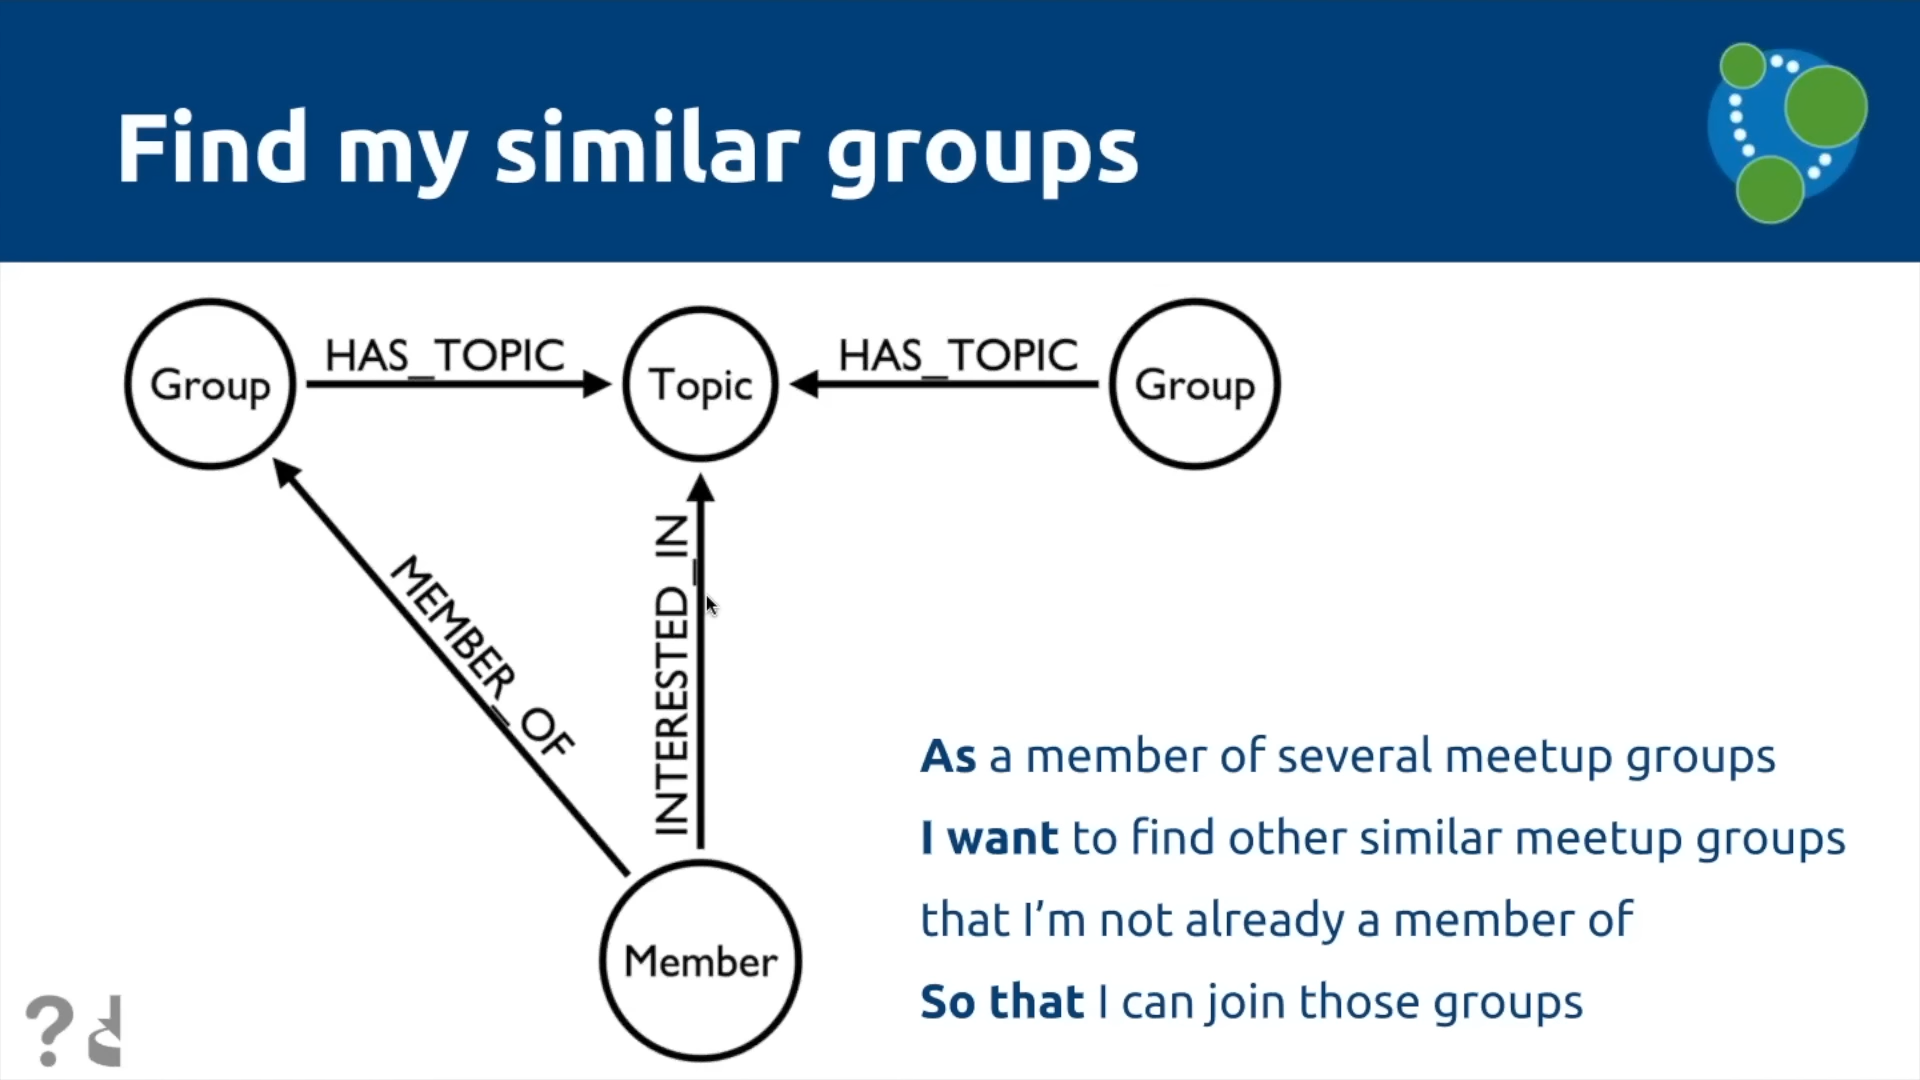 Find my similar groups
Group
HAS_TOPIC
Topic
HAS_TOPIC
Group
MEMBER_OF
INTERESTED_IN
Member
As a member of several meetup groups
I want to find other similar meetup groups
that I’m not already a member of
So that I can join those groups
?